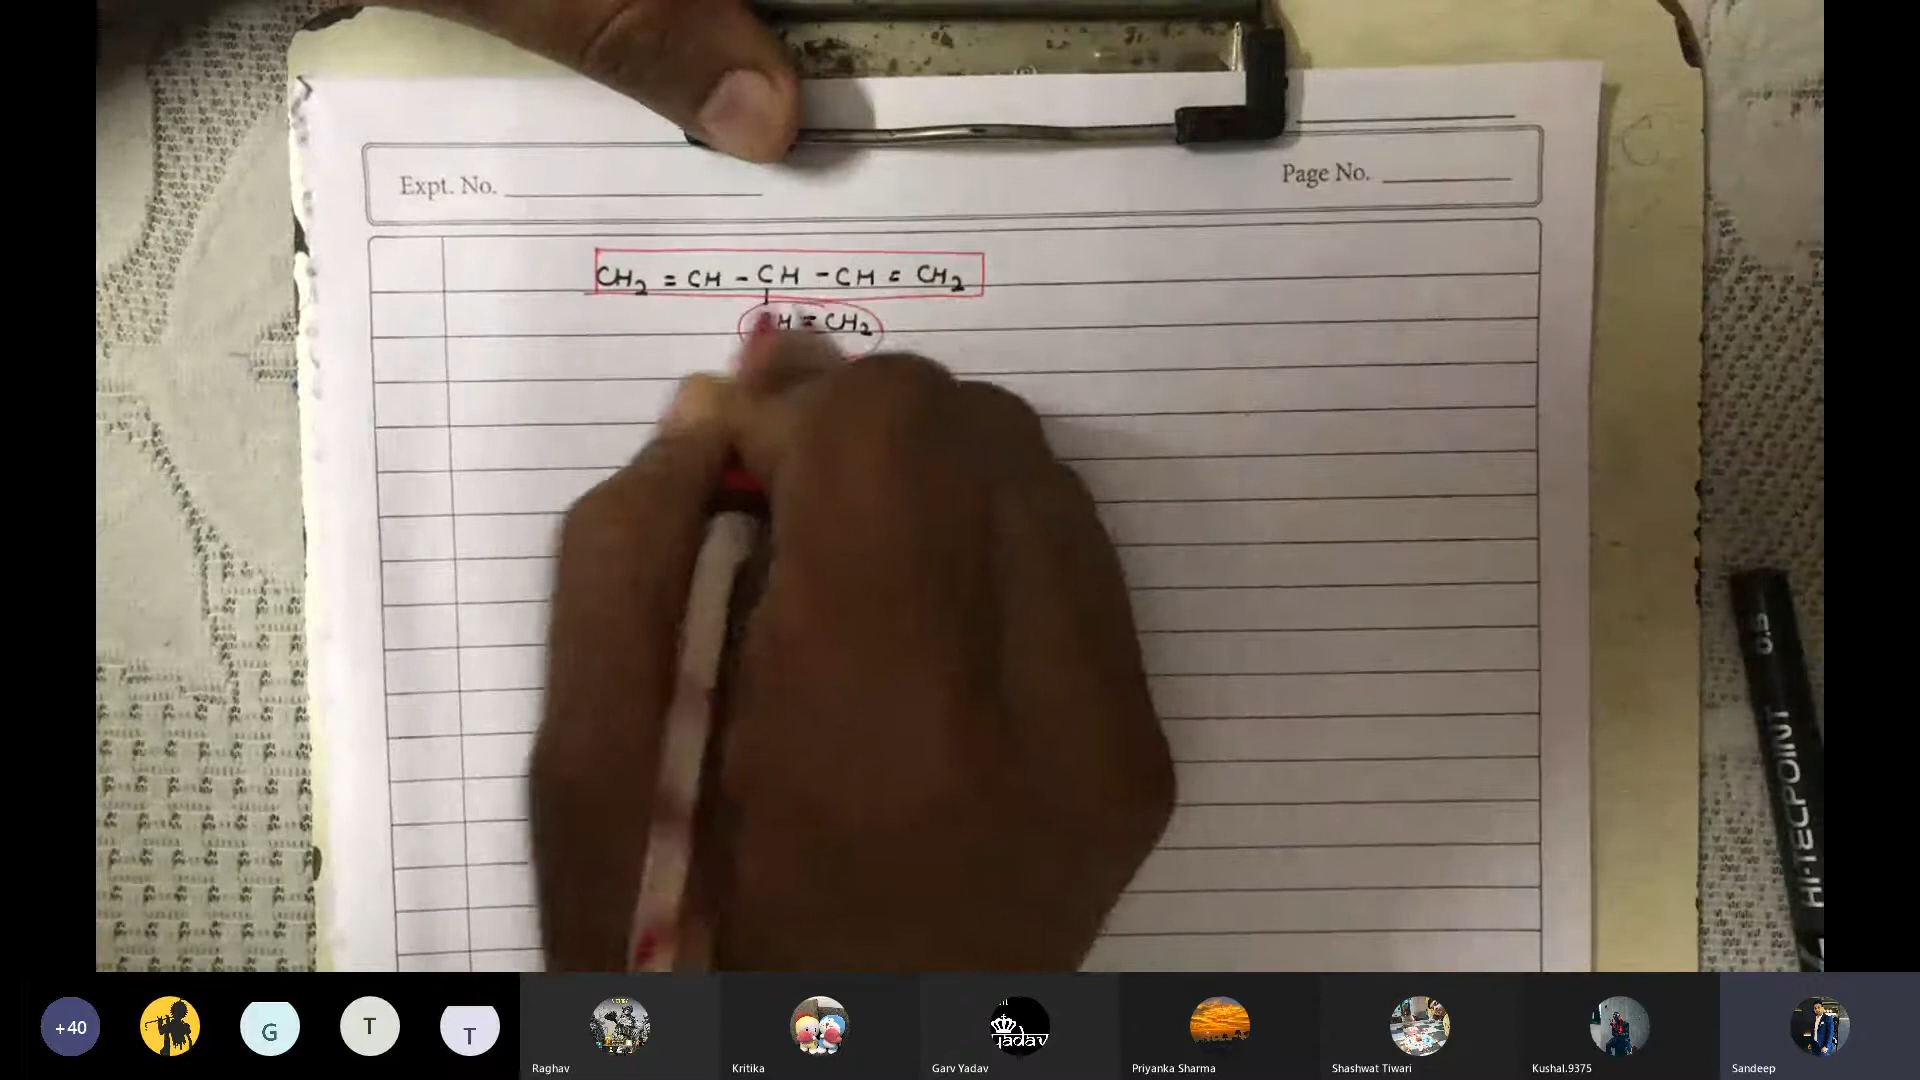 Expt. No.
Page No.
CH2 = CH - CH - CH = CH2
CH = CH2
0.5
HI-TECPOINT
+40
G
T
T
yadav
Raghav
Kritika
Garv Yadav
Priyanka Sharma
Shashwat Tiwari
Kushal.9375
Sandeep